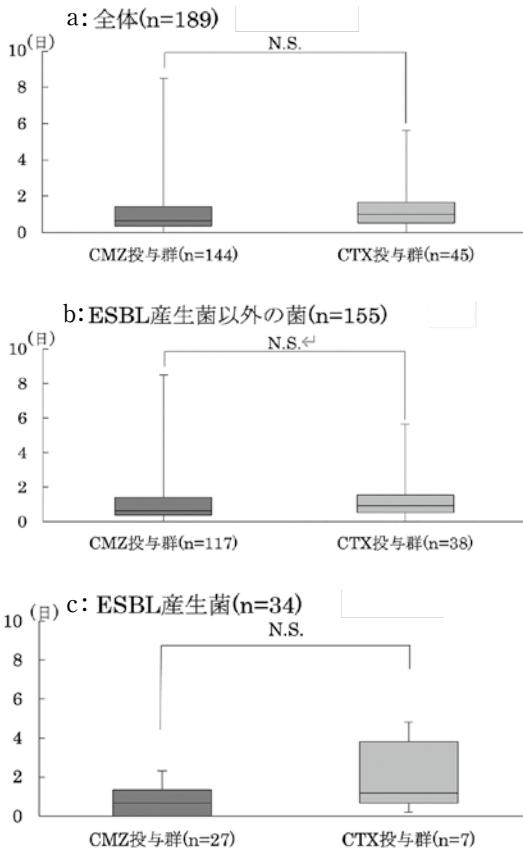 a: 全体(n=189)
(日)
N.S.
10
8
6
4
2
0
CMZ投与群(n=144)
CTX投与群(n=45)
b: ESBL産生菌以外の菌(n=155)
(日)
N.S.↵
10
8
6
4
2
0
CMZ投与群(n=117)
CTX投与群(n=38)
c: ESBL産生菌(n=34)
(日)
N.S.
10
8
6
4
2
0
CMZ投与群(n=27)
CTX投与群(n=7)